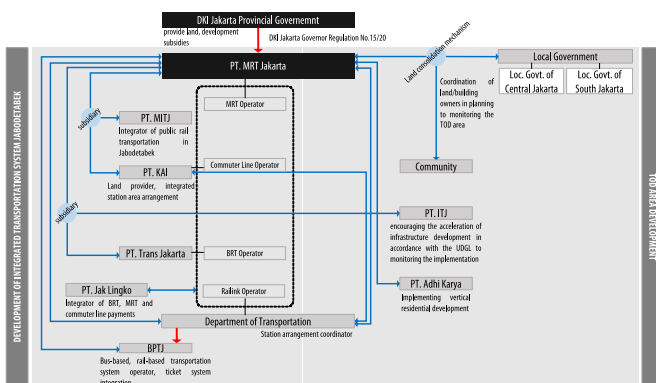 DKI Jakarta Provincial Governemnt
provide land, development
subsidies
DKI Jakarta Governor Regulation No.15/20
PT. MRT Jakarta
Land consolidation mechanism
Local Government
Loc. Govt. of
Central Jakarta
Loc. Govt. of
South Jakarta
Coordination of
land/building
owners in planning
to monitoring the
TOD area
MRT Operator
subsidiary
PT. MITJ
Integrator of public rail
transportation in
Jabodetabek
Commuter Line Operator
PT. KAI
Land provider, integrated
station area arrangement
Community
subsidiary
PT. ITJ
encouraging the acceleration of
infrastructure development in
accordance with the UDGL to
monitoring the implementation
PT. Trans Jakarta
BRT Operator
PT. Jak Lingko
Integrator of BRT, MRT and
commuter line payments
Railink Operator
PT. Adhi Karya
Implementing vertical
residential development
Department of Transportation
Station arrangement coordinator
BPTJ
Bus-based, rail-based transportation
system operator, ticket system
integration
DEVELOPMENT OF INTEGRATED TRANSPORTATION SYSTEM JABODETABEK
TOD AREA DEVELOPMENT